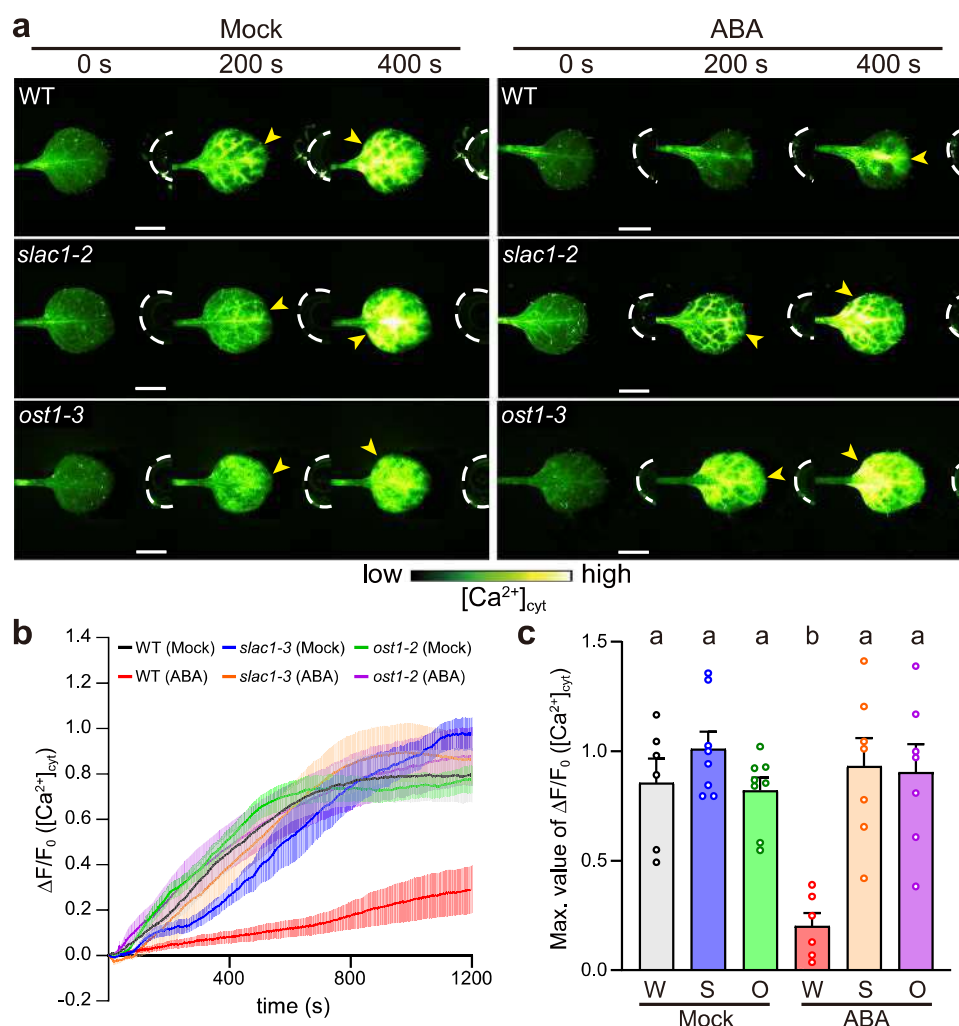 a
Mock
ABA
0 s 200 s 400 s 0 s 200 s 400 s
WT WT
slac1-2 slac1-2
ost1-3 ost1-3
low high
[Ca²⁺]cyt
b
WT (Mock) slac1-3 (Mock) ost1-2 (Mock)
WT (ABA) slac1-3 (ABA) ost1-2 (ABA)
ΔF/F₀ ([Ca²⁺]cyt)
1.4
1.2
1.0
0.8
0.6
0.4
0.2
0.0
-0.2
400 800 1200
time (s)
c
a a a b a a
Max. value of ΔF/F₀ ([Ca²⁺]cyt)
1.5
1.0
0.5
0.0
W S O W S O
Mock ABA